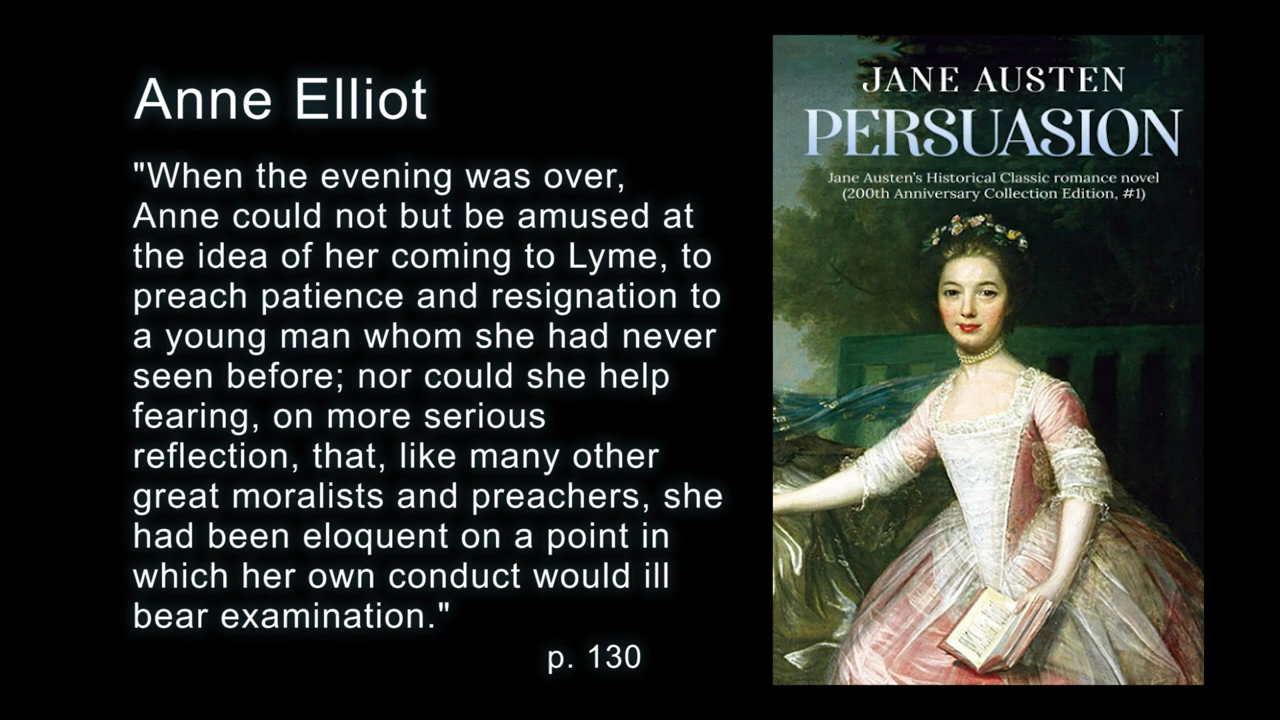 Anne Elliot
"When the evening was over,
Anne could not but be amused at
the idea of her coming to Lyme, to
preach patience and resignation to
a young man whom she had never
seen before; nor could she help
fearing, on more serious
reflection, that, like many other
great moralists and preachers, she
had been eloquent on a point in
which her own conduct would ill
bear examination."
p. 130
JANE AUSTEN
PERSUASION
Jane Austen's Historical Classic romance novel
(200th Anniversary Collection Edition, #1)